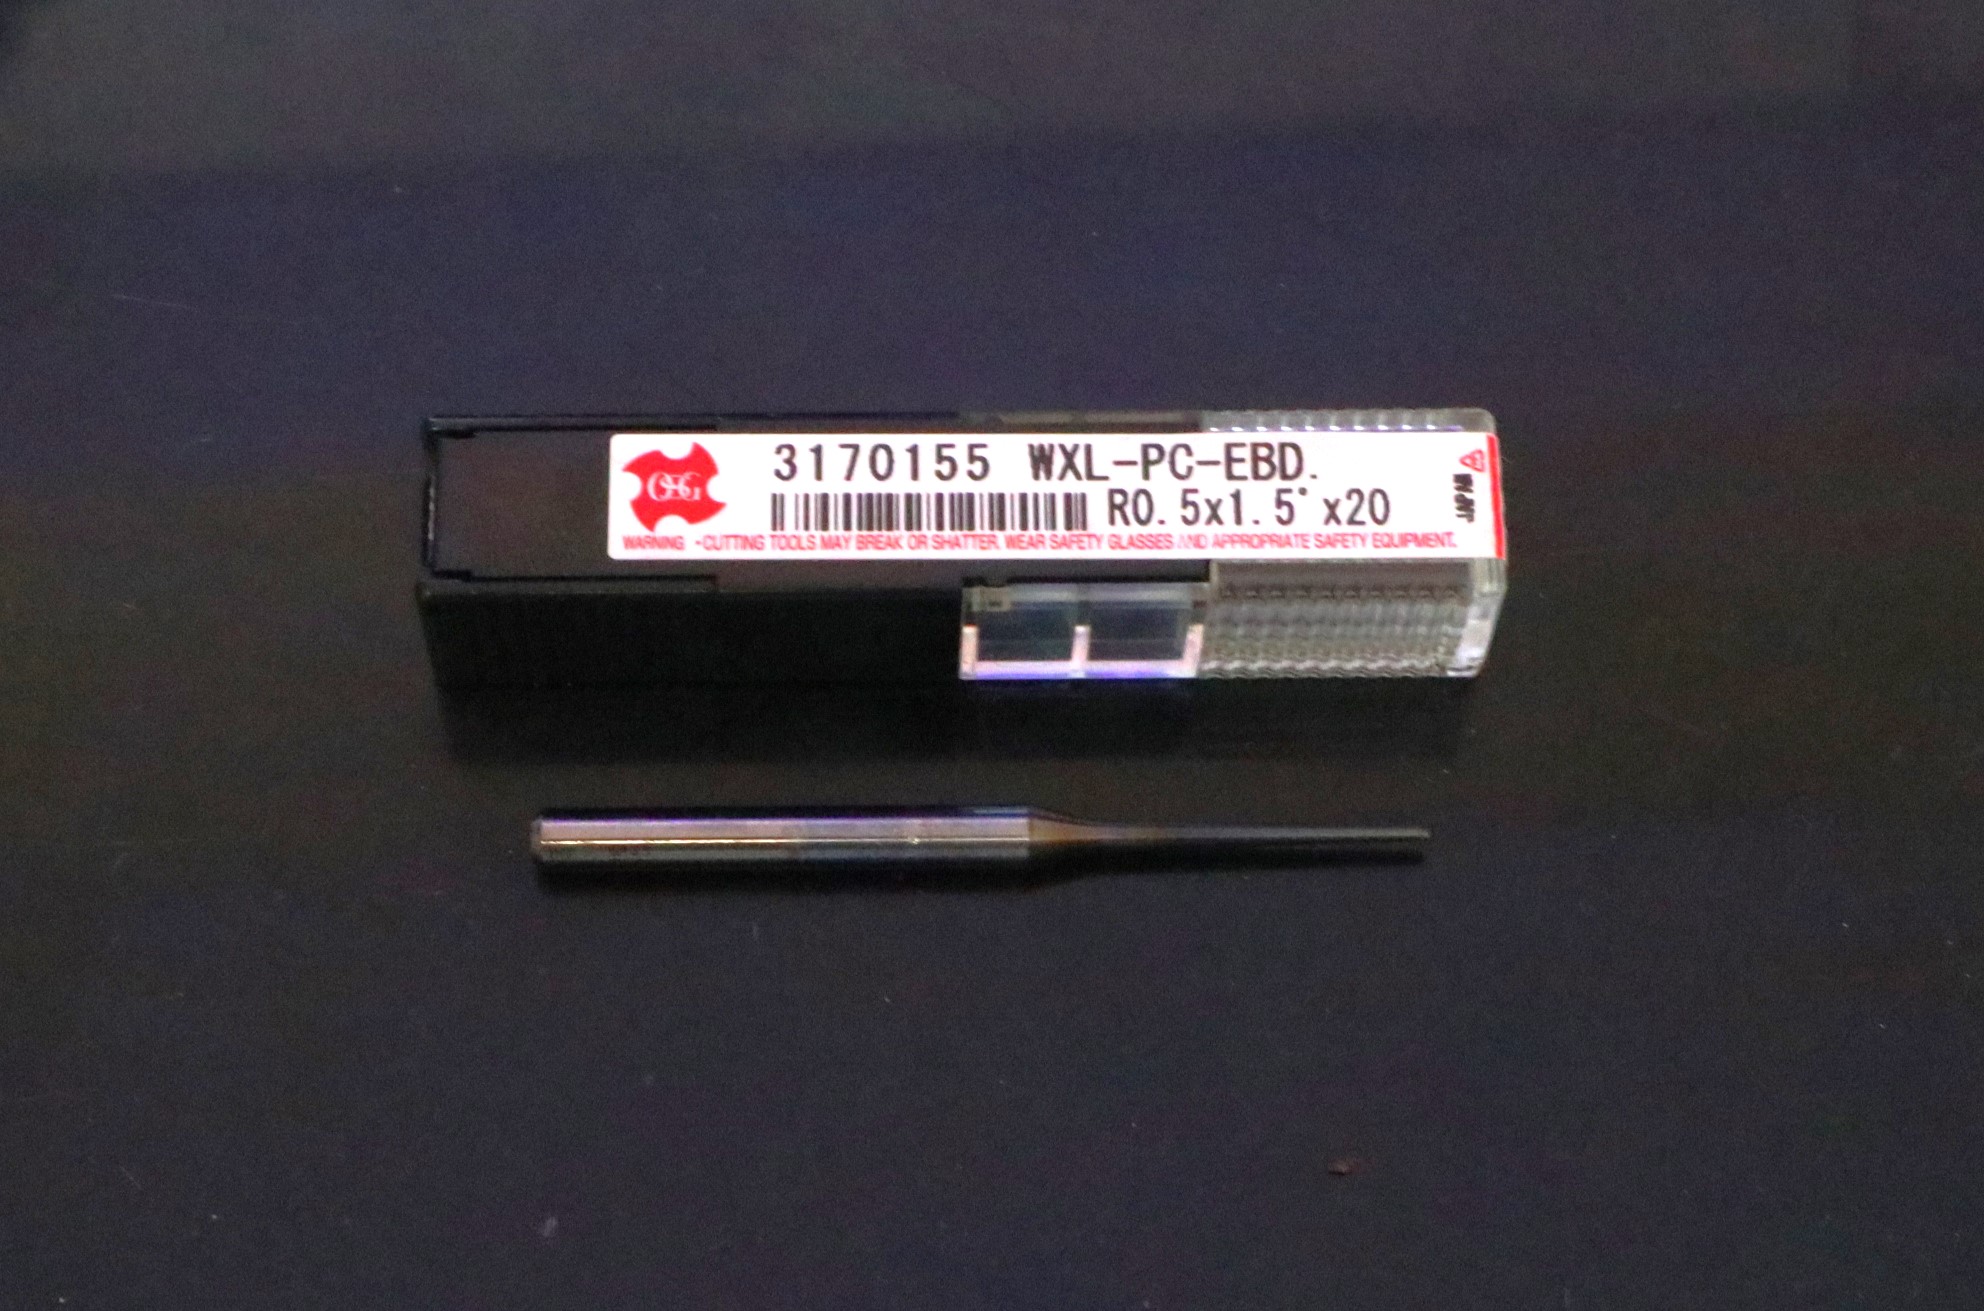 OSG
3170155 WXL-PC-EBD.
R0.5x1.5°x20
JAPAN
WARNING •CUTTING TOOLS MAY BREAK OR SHATTER. WEAR SAFETY GLASSES AND APPROPRIATE SAFETY EQUIPMENT.